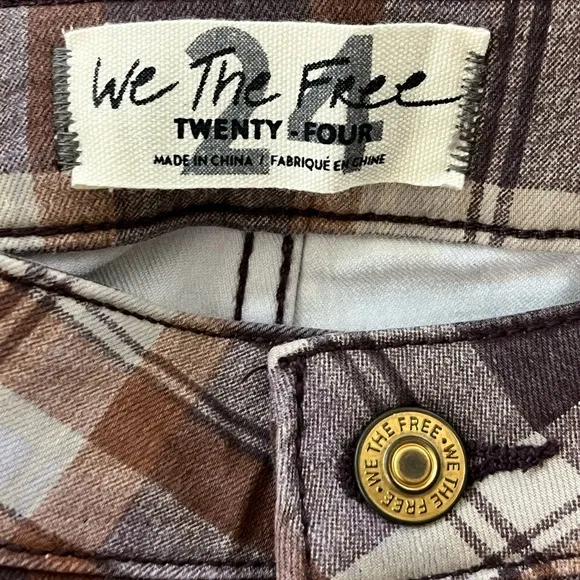 24
We The Free
TWENTY-FOUR
MADE IN CHINA / FABRIQUÉ EN CHINE
WE THE FREE • WE THE FREE •